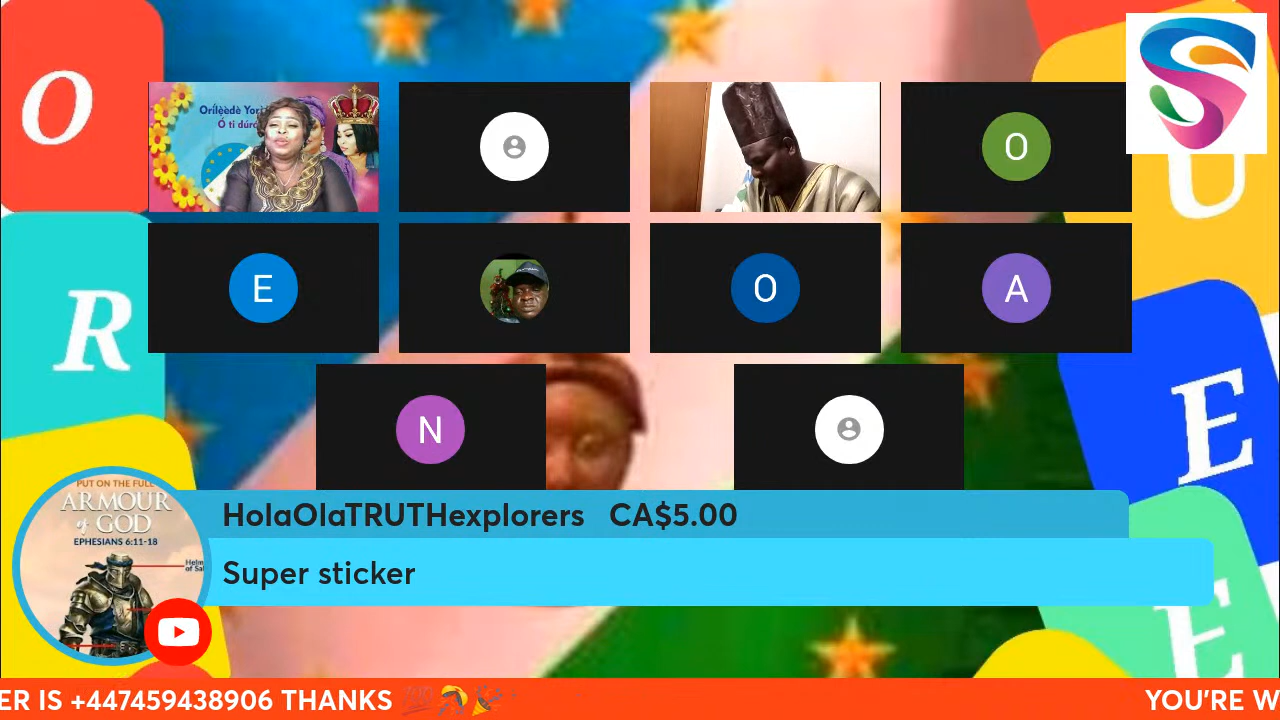 O
R
U
E
E
Orílẹ̀èdè Yor
Ó ti dúró
O
E
O
A
N
PUT ON THE FULL
ARMOUR
of GOD
EPHESIANS 6:11-18
HolaOlaTRUTHexplorers CA$5.00
Super sticker
ER IS +447459438906 THANKS 💯🪂🎉
YOU'RE W